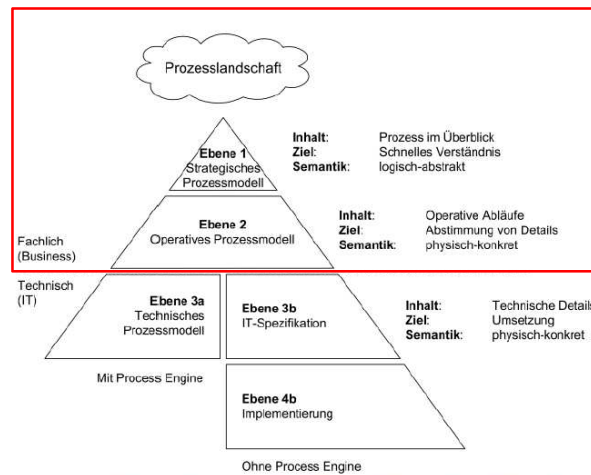 Prozesslandschaft
Ebene 1
Strategisches
Prozessmodell
Inhalt: Prozess im Überblick
Ziel: Schnelles Verständnis
Semantik: logisch-abstrakt
Ebene 2
Operatives Prozessmodell
Inhalt: Operative Abläufe
Ziel: Abstimmung von Details
Semantik: physisch-konkret
Fachlich
(Business)
Technisch
(IT)
Ebene 3a
Technisches
Prozessmodell
Ebene 3b
IT-Spezifikation
Inhalt: Technische Details
Ziel: Umsetzung
Semantik: physisch-konkret
Mit Process Engine
Ebene 4b
Implementierung
Ohne Process Engine